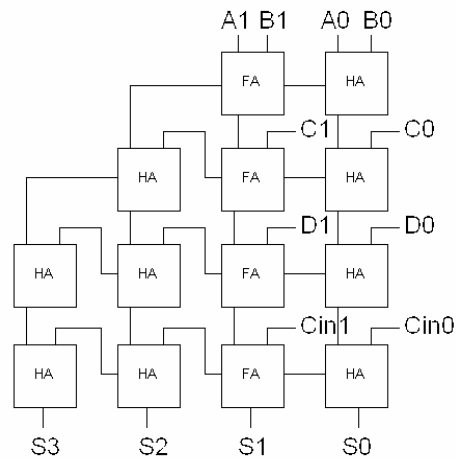 A1 B1 A0 B0
FA HA
C1 C0
HA FA HA
D1 D0
HA HA FA HA
Cin1 Cin0
HA HA FA HA
S3 S2 S1 S0